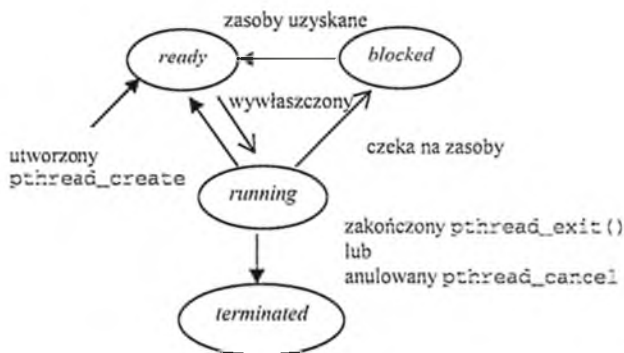 zasoby uzyskane
ready
blocked
wywłaszczony
utworzony
pthread_create
czeka na zasoby
running
zakończony pthread_exit()
lub
anulowany pthread_cancel
terminated